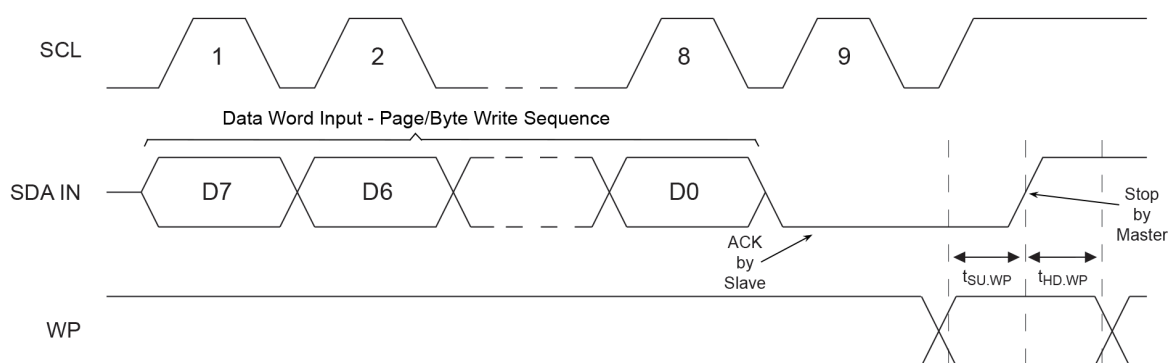 SCL
1 2 8 9
Data Word Input - Page/Byte Write Sequence
SDA IN
D7 D6 D0
Stop
by
Master
ACK
by
Slave
tSU.WP tHD.WP
WP